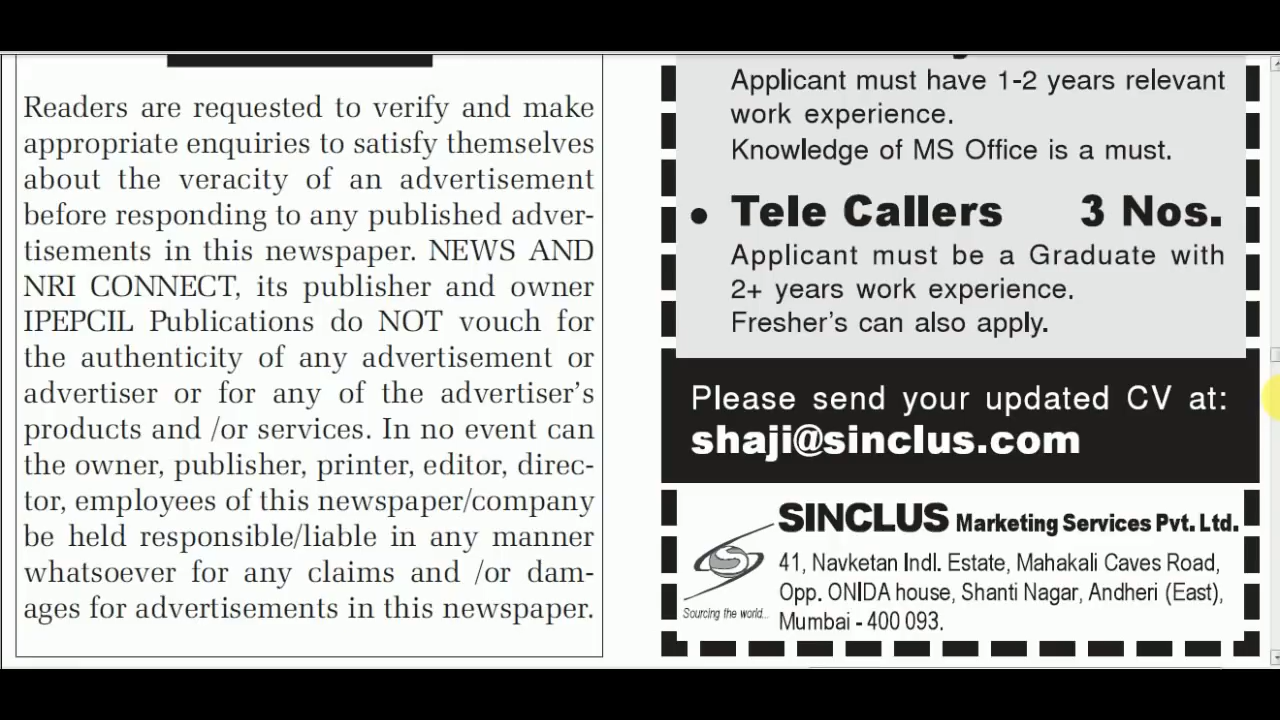 Readers are requested to verify and make
appropriate enquiries to satisfy themselves
about the veracity of an advertisement
before responding to any published adver-
tisements in this newspaper. NEWS AND
NRI CONNECT, its publisher and owner
IPEPCIL Publications do NOT vouch for
the authenticity of any advertisement or
advertiser or for any of the advertiser's
products and /or services. In no event can
the owner, publisher, printer, editor, direc-
tor, employees of this newspaper/company
be held responsible/liable in any manner
whatsoever for any claims and /or dam-
ages for advertisements in this newspaper.
Applicant must have 1-2 years relevant
work experience.
Knowledge of MS Office is a must.
• Tele Callers 3 Nos.
Applicant must be a Graduate with
2+ years work experience.
Fresher's can also apply.
Please send your updated CV at:
shaji@sinclus.com
SINCLUS Marketing Services Pvt. Ltd.
41, Navketan Indl. Estate, Mahakali Caves Road,
Opp. ONIDA house, Shanti Nagar, Andheri (East),
Mumbai - 400 093.
Sourcing the world...